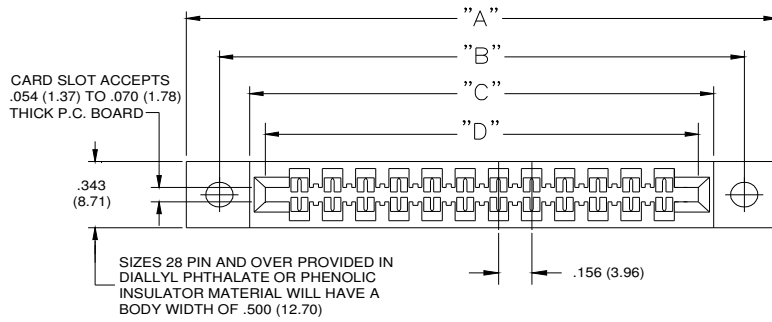 "A"
"B"
CARD SLOT ACCEPTS
.054 (1.37) TO .070 (1.78)
THICK P.C. BOARD
"C"
"D"
.343
(8.71)
SIZES 28 PIN AND OVER PROVIDED IN
DIALLYL PHTHALATE OR PHENOLIC
INSULATOR MATERIAL WILL HAVE A
BODY WIDTH OF .500 (12.70)
.156 (3.96)